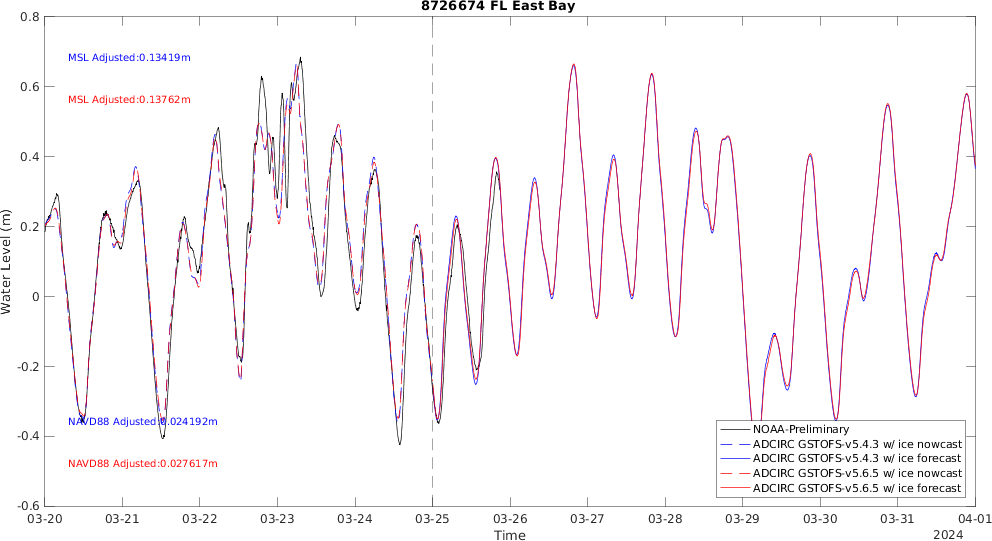 8726674 FL East Bay
0.8
0.6
0.4
0.2
0
-0.2
-0.4
-0.6
Water Level (m)
MSL Adjusted:0.13419m
MSL Adjusted:0.13762m
NAVD88 Adjusted:0.024192m
NAVD88 Adjusted:0.027617m
NOAA-Preliminary
ADCIRC GSTOFS-v5.4.3 w/ ice nowcast
ADCIRC GSTOFS-v5.4.3 w/ ice forecast
ADCIRC GSTOFS-v5.6.5 w/ ice nowcast
ADCIRC GSTOFS-v5.6.5 w/ ice forecast
03-20 03-21 03-22 03-23 03-24 03-25 03-26 03-27 03-28 03-29 03-30 03-31 04-01
Time
2024